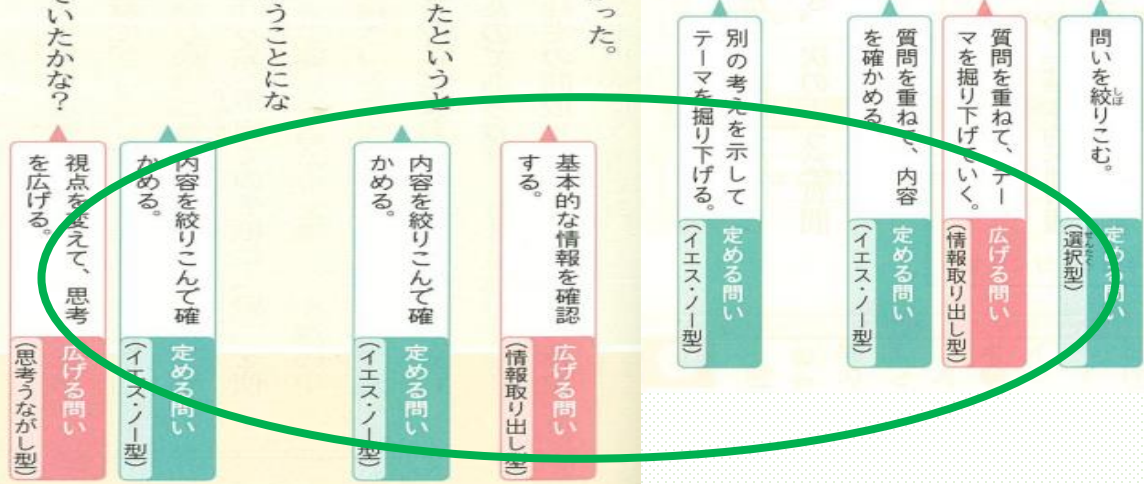 問いを絞りこむ。
定める問い
（選択型）
質問を重ねて、テー
マを掘り下げていく。
広げる問い
（情報取り出し型）
質問を重ねて、内容
を確かめる
定める問い
（イエス・ノー型）
別の考えを示して
テーマを掘り下げる。
定める問い
（イエス・ノー型）
った。
基本的な情報を確認
する。
広げる問い
（情報取り出し型）
たというと
内容を絞りこんで確
かめる。
定める問い
（イエス・ノー型）
うことにな
内容を絞りこんで確
かめる。
定める問い
（イエス・ノー型）
いたかな？
視点を変えて、思考
を広げる。
広げる問い
（思考うながし型）